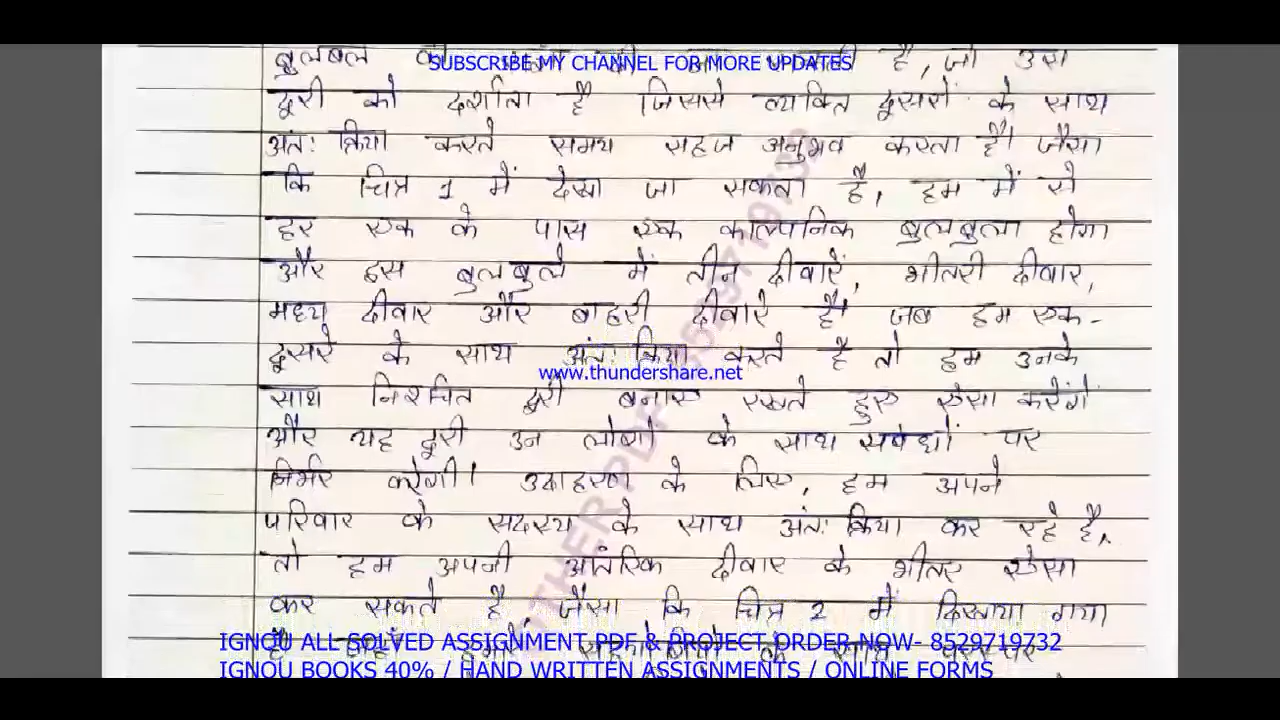 बुलबुले SUBSCRIBE MY CHANNEL FOR MORE UPDATES है, जो उस
दूरी को दर्शाता है जिससे व्यक्ति दुसरों के साथ
अंत: क्रिया करते समय सहज अनुभव करता है। जैसा
कि चित्र 1 में देखा जा सकता है, हम में से
हर एक के पास एक काल्पनिक बुलबुला होगा
और इस बुलबुले में तीन दीवारें, भीतरी दीवार,
मध्य दीवार और बाहरी दीवारे है। जब हम एक-
दुसरे के साथ अंत: क्रिया करते है तो हम उनके
www.thundershare.net
साथ निश्चित दूरी बनाए रखते हुए ऐसा करेंगें
और यह दूरी उन लोगों के साथ संबंधों पर
निर्भर करेगी। उदाहरण के लिए, हम अपने
परिवार के सदस्य के साथ अंत: क्रिया कर रहे है,
तो हम अपनी आंतरिक दीवार के भीतर ऐसा
कर सकते है जैसा कि चित्र 2 में दिखाया गया
IGNOU ALL SOLVED ASSIGNMENT PDF & PROJECT ORDER NOW- 8529719732
है के साथ परस्पर
IGNOU BOOKS 40% / HAND WRITTEN ASSIGNMENTS / ONLINE FORMS